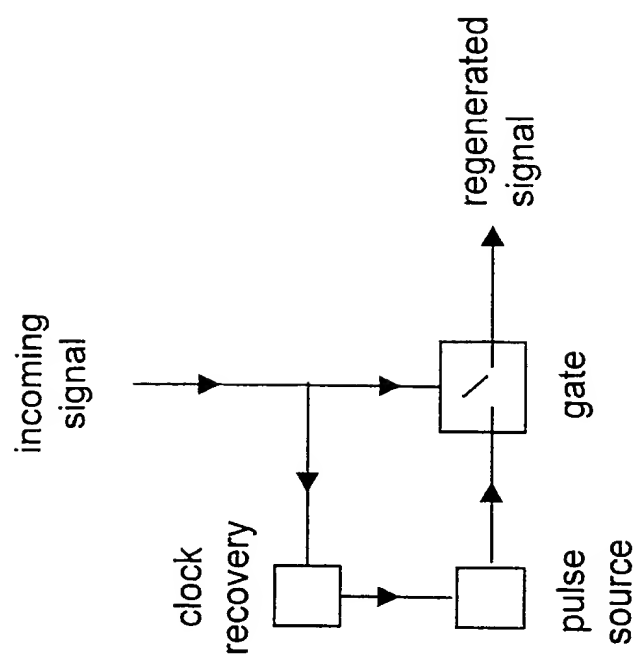 incoming
signal
clock
recovery
pulse
source
gate
regenerated
signal